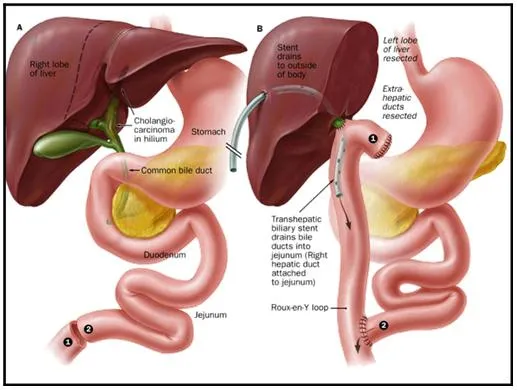 A
Right lobe
of liver
Cholangio-
carcinoma
in hilium
Stomach
Common bile duct
Duodenum
Jejunum
1
2
B
Stent
drains
to outside
of body
Left lobe
of liver
resected
Extra-
hepatic
ducts
resected
1
Transhepatic
biliary stent
drains bile
ducts into
jejunum (Right
hepatic duct
attached
to jejunum)
Roux-en-Y loop
2